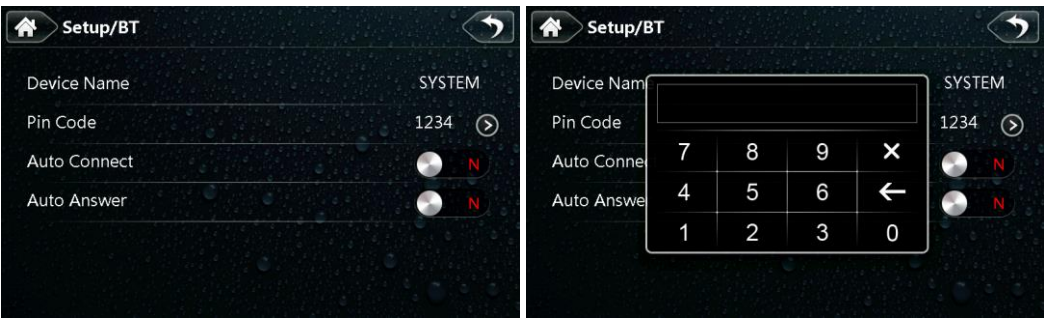 Setup/BT
Device Name SYSTEM
Pin Code 1234
Auto Connect N
Auto Answer N
Setup/BT
Device Nam SYSTEM
Pin Code 1234
Auto Conne N
Auto Answe N
7 8 9 ×
4 5 6 ←
1 2 3 0